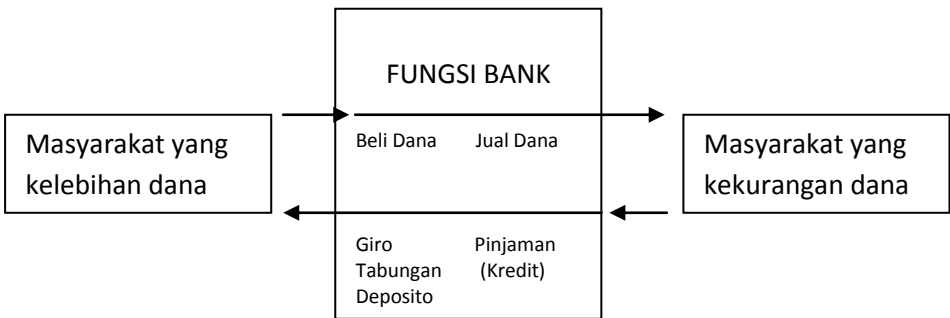 FUNGSI BANK
Masyarakat yang
kelebihan dana
Beli Dana Jual Dana
Masyarakat yang
kekurangan dana
Giro Pinjaman
Tabungan (Kredit)
Deposito